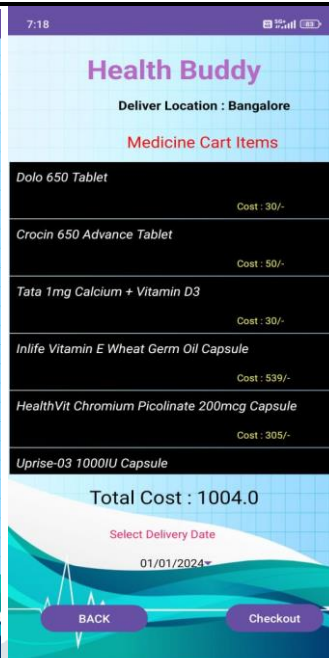 7:18
Health Buddy
Deliver Location : Bangalore
Medicine Cart Items
Dolo 650 Tablet
Cost : 30/-
Crocin 650 Advance Tablet
Cost : 50/-
Tata 1mg Calcium + Vitamin D3
Cost : 30/-
Inlife Vitamin E Wheat Germ Oil Capsule
Cost : 539/-
HealthVit Chromium Picolinate 200mcg Capsule
Cost : 305/-
Uprise-03 1000IU Capsule
Total Cost : 1004.0
Select Delivery Date
01/01/2024
BACK Checkout